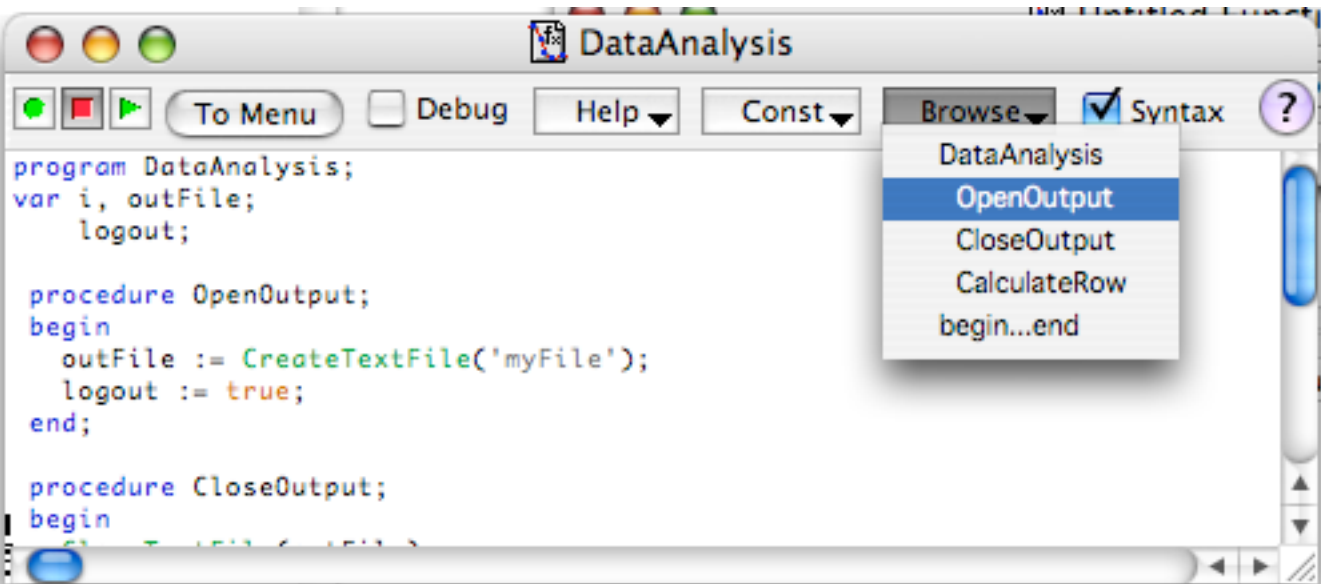 DataAnalysis
To Menu Debug Help Const Browse Syntax ?
DataAnalysis
OpenOutput
CloseOutput
CalculateRow
begin...end
program DataAnalysis;
var i, outFile;
logout;
procedure OpenOutput;
begin
outFile := CreateTextFile('myFile');
logout := true;
end;
procedure CloseOutput;
begin